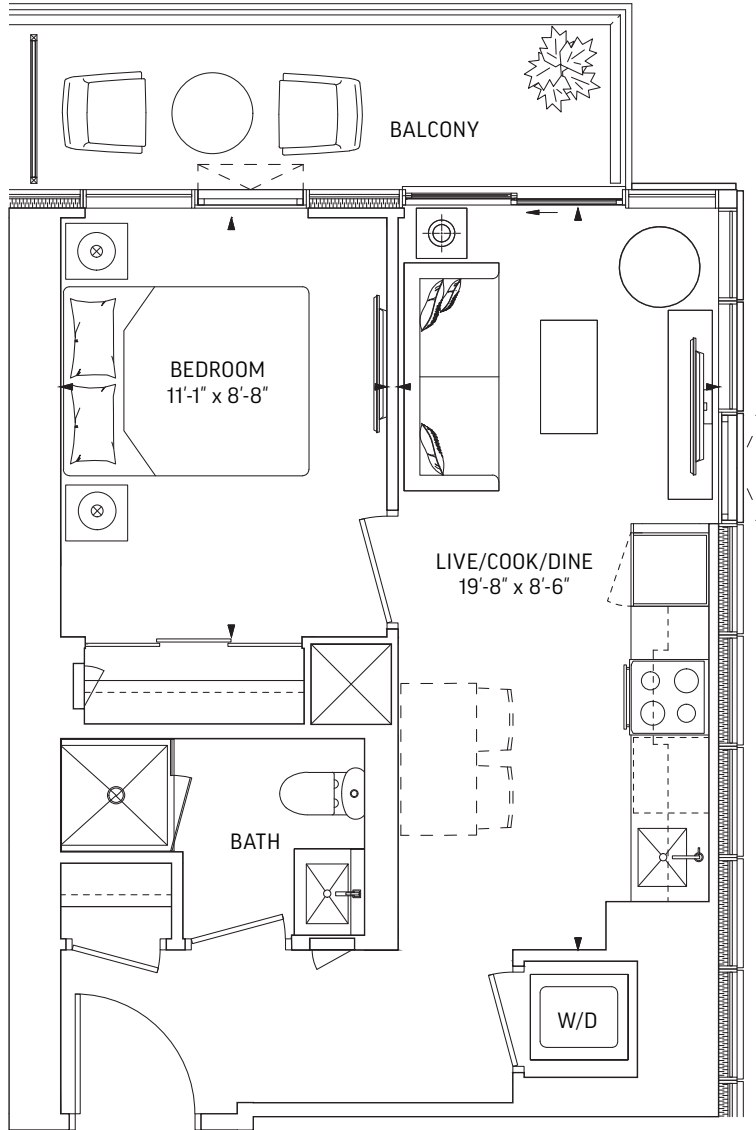 BALCONY
BEDROOM
11'-1" x 8'-8"
LIVE/COOK/DINE
19'-8" x 8'-6"
BATH
W/D